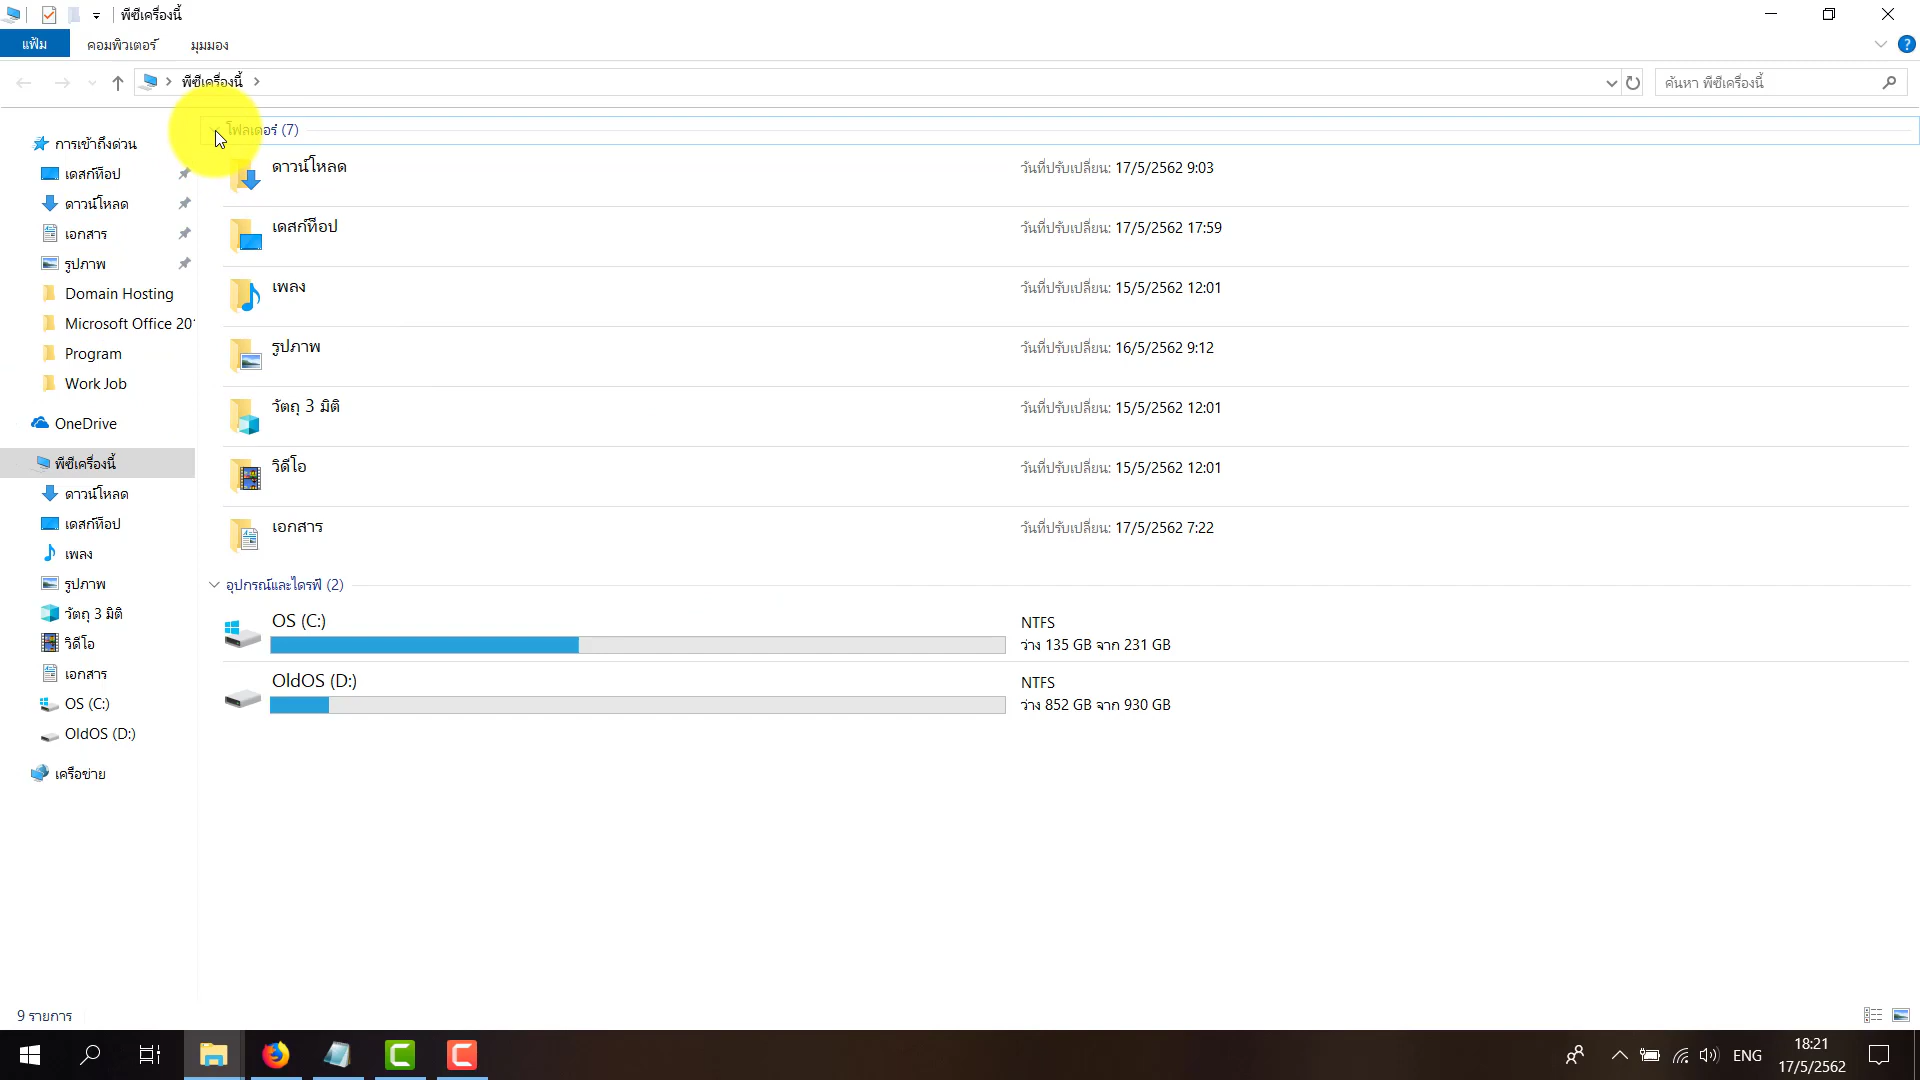 พีซีเครื่องนี้
แฟ้ม คอมพิวเตอร์ มุมมอง
พีซีเครื่องนี้
ค้นหา พีซีเครื่องนี้
การเข้าถึงด่วน
เดสก์ท็อป
ดาวน์โหลด
เอกสาร
รูปภาพ
Domain Hosting
Microsoft Office 20
Program
Work Job
OneDrive
พีซีเครื่องนี้
ดาวน์โหลด
เดสก์ท็อป
เพลง
รูปภาพ
วัตถุ 3 มิติ
วิดีโอ
เอกสาร
OS (C:)
OldOS (D:)
เครือข่าย
โฟลเดอร์ (7)
ดาวน์โหลด วันที่ปรับเปลี่ยน: 17/5/2562 9:03
เดสก์ท็อป วันที่ปรับเปลี่ยน: 17/5/2562 17:59
เพลง วันที่ปรับเปลี่ยน: 15/5/2562 12:01
รูปภาพ วันที่ปรับเปลี่ยน: 16/5/2562 9:12
วัตถุ 3 มิติ วันที่ปรับเปลี่ยน: 15/5/2562 12:01
วิดีโอ วันที่ปรับเปลี่ยน: 15/5/2562 12:01
เอกสาร วันที่ปรับเปลี่ยน: 17/5/2562 7:22
อุปกรณ์และไดรฟ์ (2)
OS (C:) NTFS
ว่าง 135 GB จาก 231 GB
OldOS (D:) NTFS
ว่าง 852 GB จาก 930 GB
9 รายการ
ENG
18:21
17/5/2562